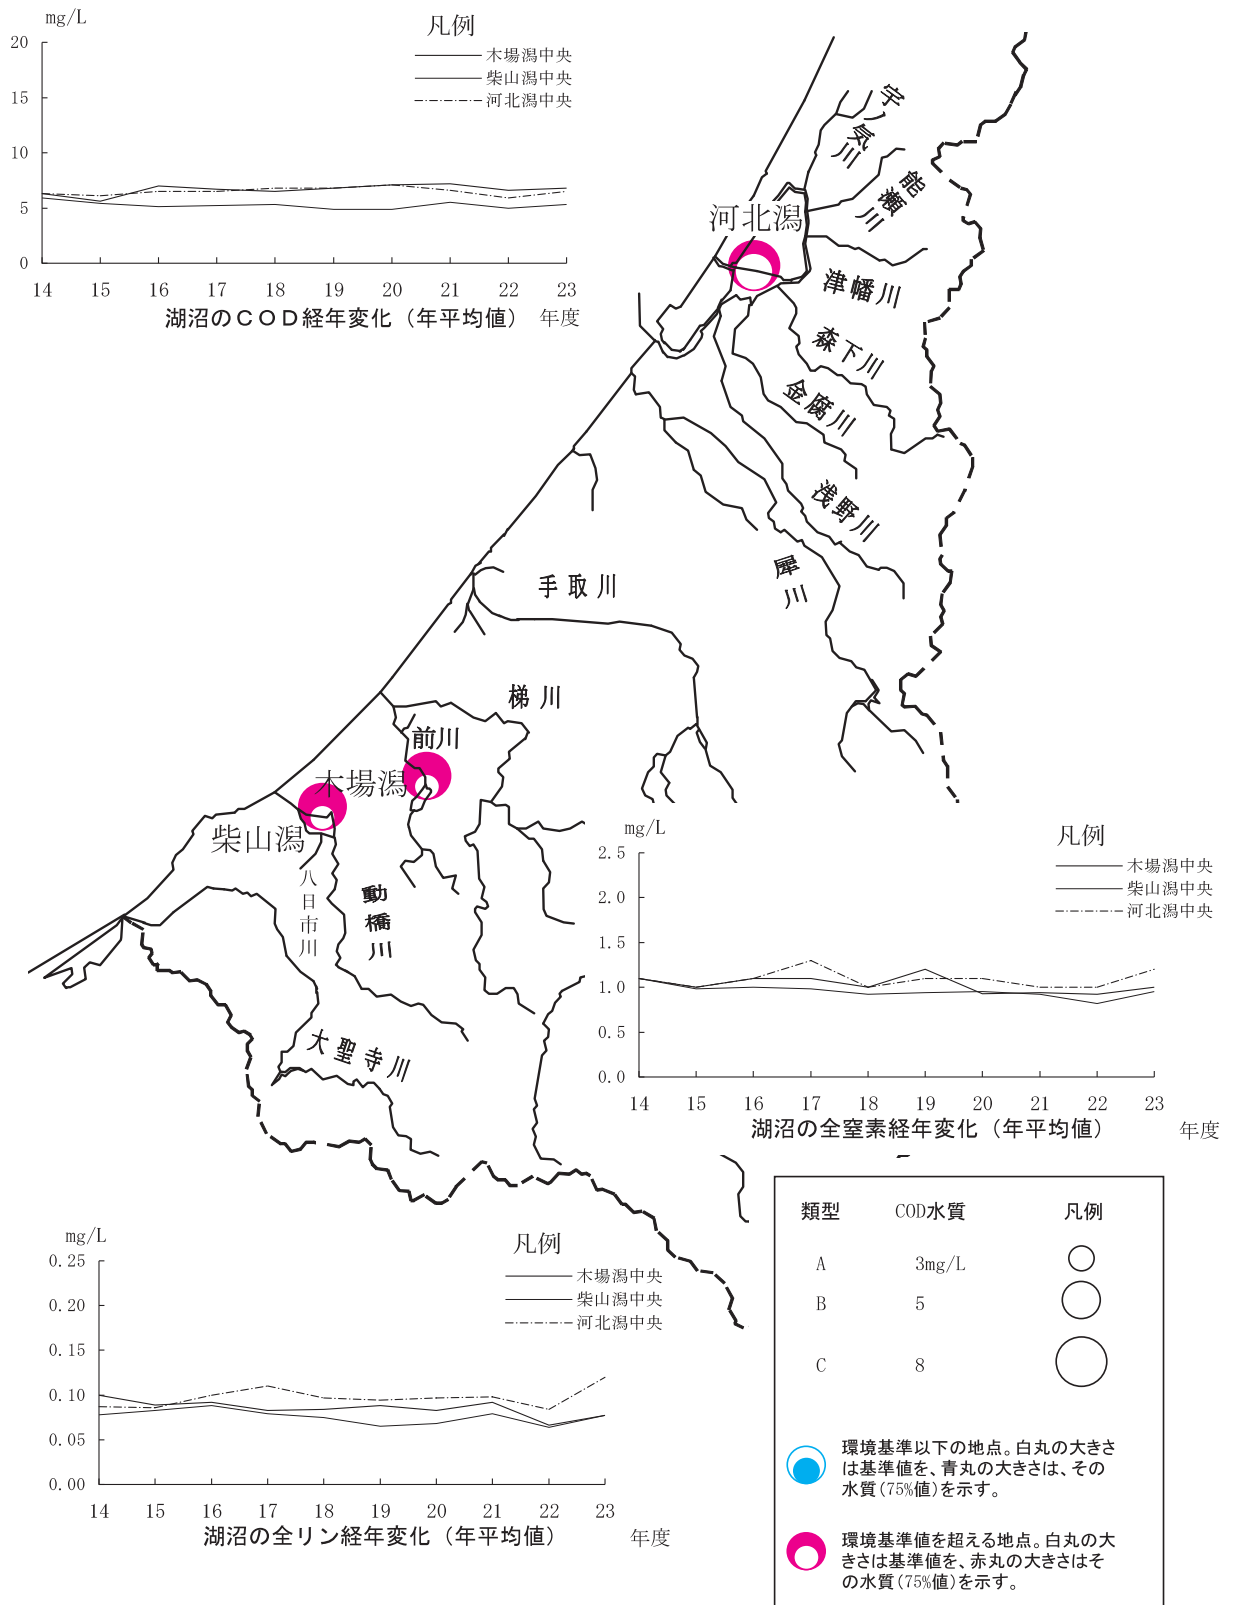 mg/L
凡例
20
15
10
5
0
木場潟中央
柴山潟中央
河北潟中央
14 15 16 17 18 19 20 21 22 23
湖沼のCOD経年変化（年平均値） 年度
宇ノ気川
能瀬川
河北潟
津幡川
森下川
金腐川
浅野川
犀川
手取川
梯川
前川
木場潟
柴山潟
八日市川
動橋川
大聖寺川
mg/L
凡例
2.5
2.0
1.5
1.0
0.5
0.0
木場潟中央
柴山潟中央
河北潟中央
14 15 16 17 18 19 20 21 22 23
湖沼の全窒素経年変化（年平均値） 年度
mg/L
凡例
0.25
0.20
0.15
0.10
0.05
0.00
木場潟中央
柴山潟中央
河北潟中央
14 15 16 17 18 19 20 21 22 23
湖沼の全リン経年変化（年平均値） 年度
類型 COD水質 凡例
A 3mg/L
B 5
C 8
環境基準以下の地点。白丸の大きさ
は基準値を、青丸の大きさは、その
水質(75%値)を示す。
環境基準値を超える地点。白丸の大
きさは基準値を、赤丸の大きさはそ
の水質(75%値)を示す。